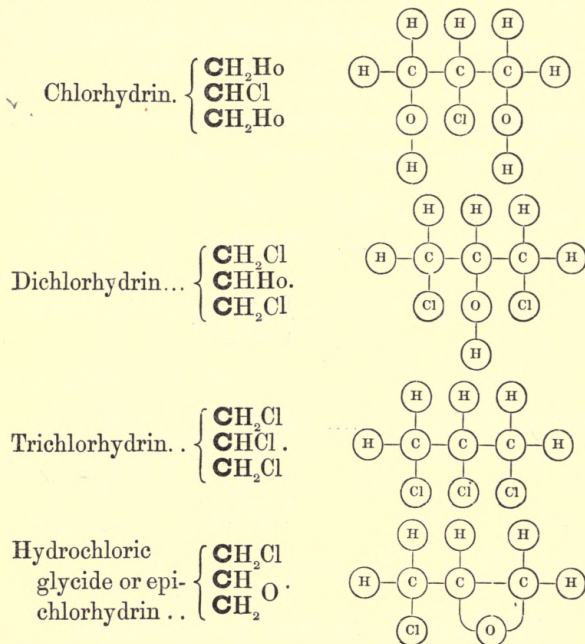 H H H
CH₂Ho
Chlorhydrin. CHCl H C C C H
CH₂Ho
O Cl O
H H
H H H
CH₂Cl
Dichlorhydrin... CHHo. H C C C H
CH₂Cl
Cl O Cl
H
H H H
CH₂Cl
Trichlorhydrin. . CHCl . H C C C H
CH₂Cl
Cl Cl Cl
Hydrochloric H H H
CH₂Cl
glycide or epi- CH O . H C C C H
chlorhydrin . . CH₂
Cl O